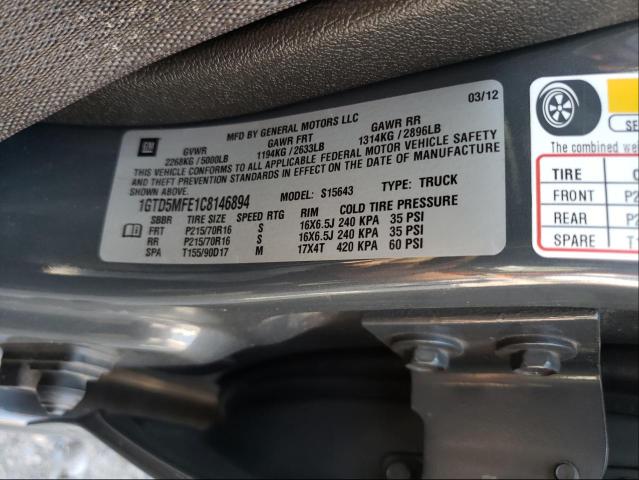 GM
MFD BY GENERAL MOTORS LLC
03/12
GVWR GAWR FRT GAWR RR
2268KG / 5000LB 1194KG / 2633LB 1314KG / 2896LB
THIS VEHICLE CONFORMS TO ALL APPLICABLE FEDERAL MOTOR VEHICLE SAFETY
AND THEFT PREVENTION STANDARDS IN EFFECT ON THE DATE OF MANUFACTURE
SHOWN ABOVE.
1GTD5MFE1C8146894 MODEL: S15643 TYPE: TRUCK
SBBR TIRE SIZE SPEED RTG RIM COLD TIRE PRESSURE
FRT P215/70R16 S 16X6.5J 240 KPA 35 PSI
RR P215/70R16 S 16X6.5J 240 KPA 35 PSI
SPA T155/90D17 M 17X4T 420 KPA 60 PSI
SE
TIRE
FRONT P
REAR P
SPARE T